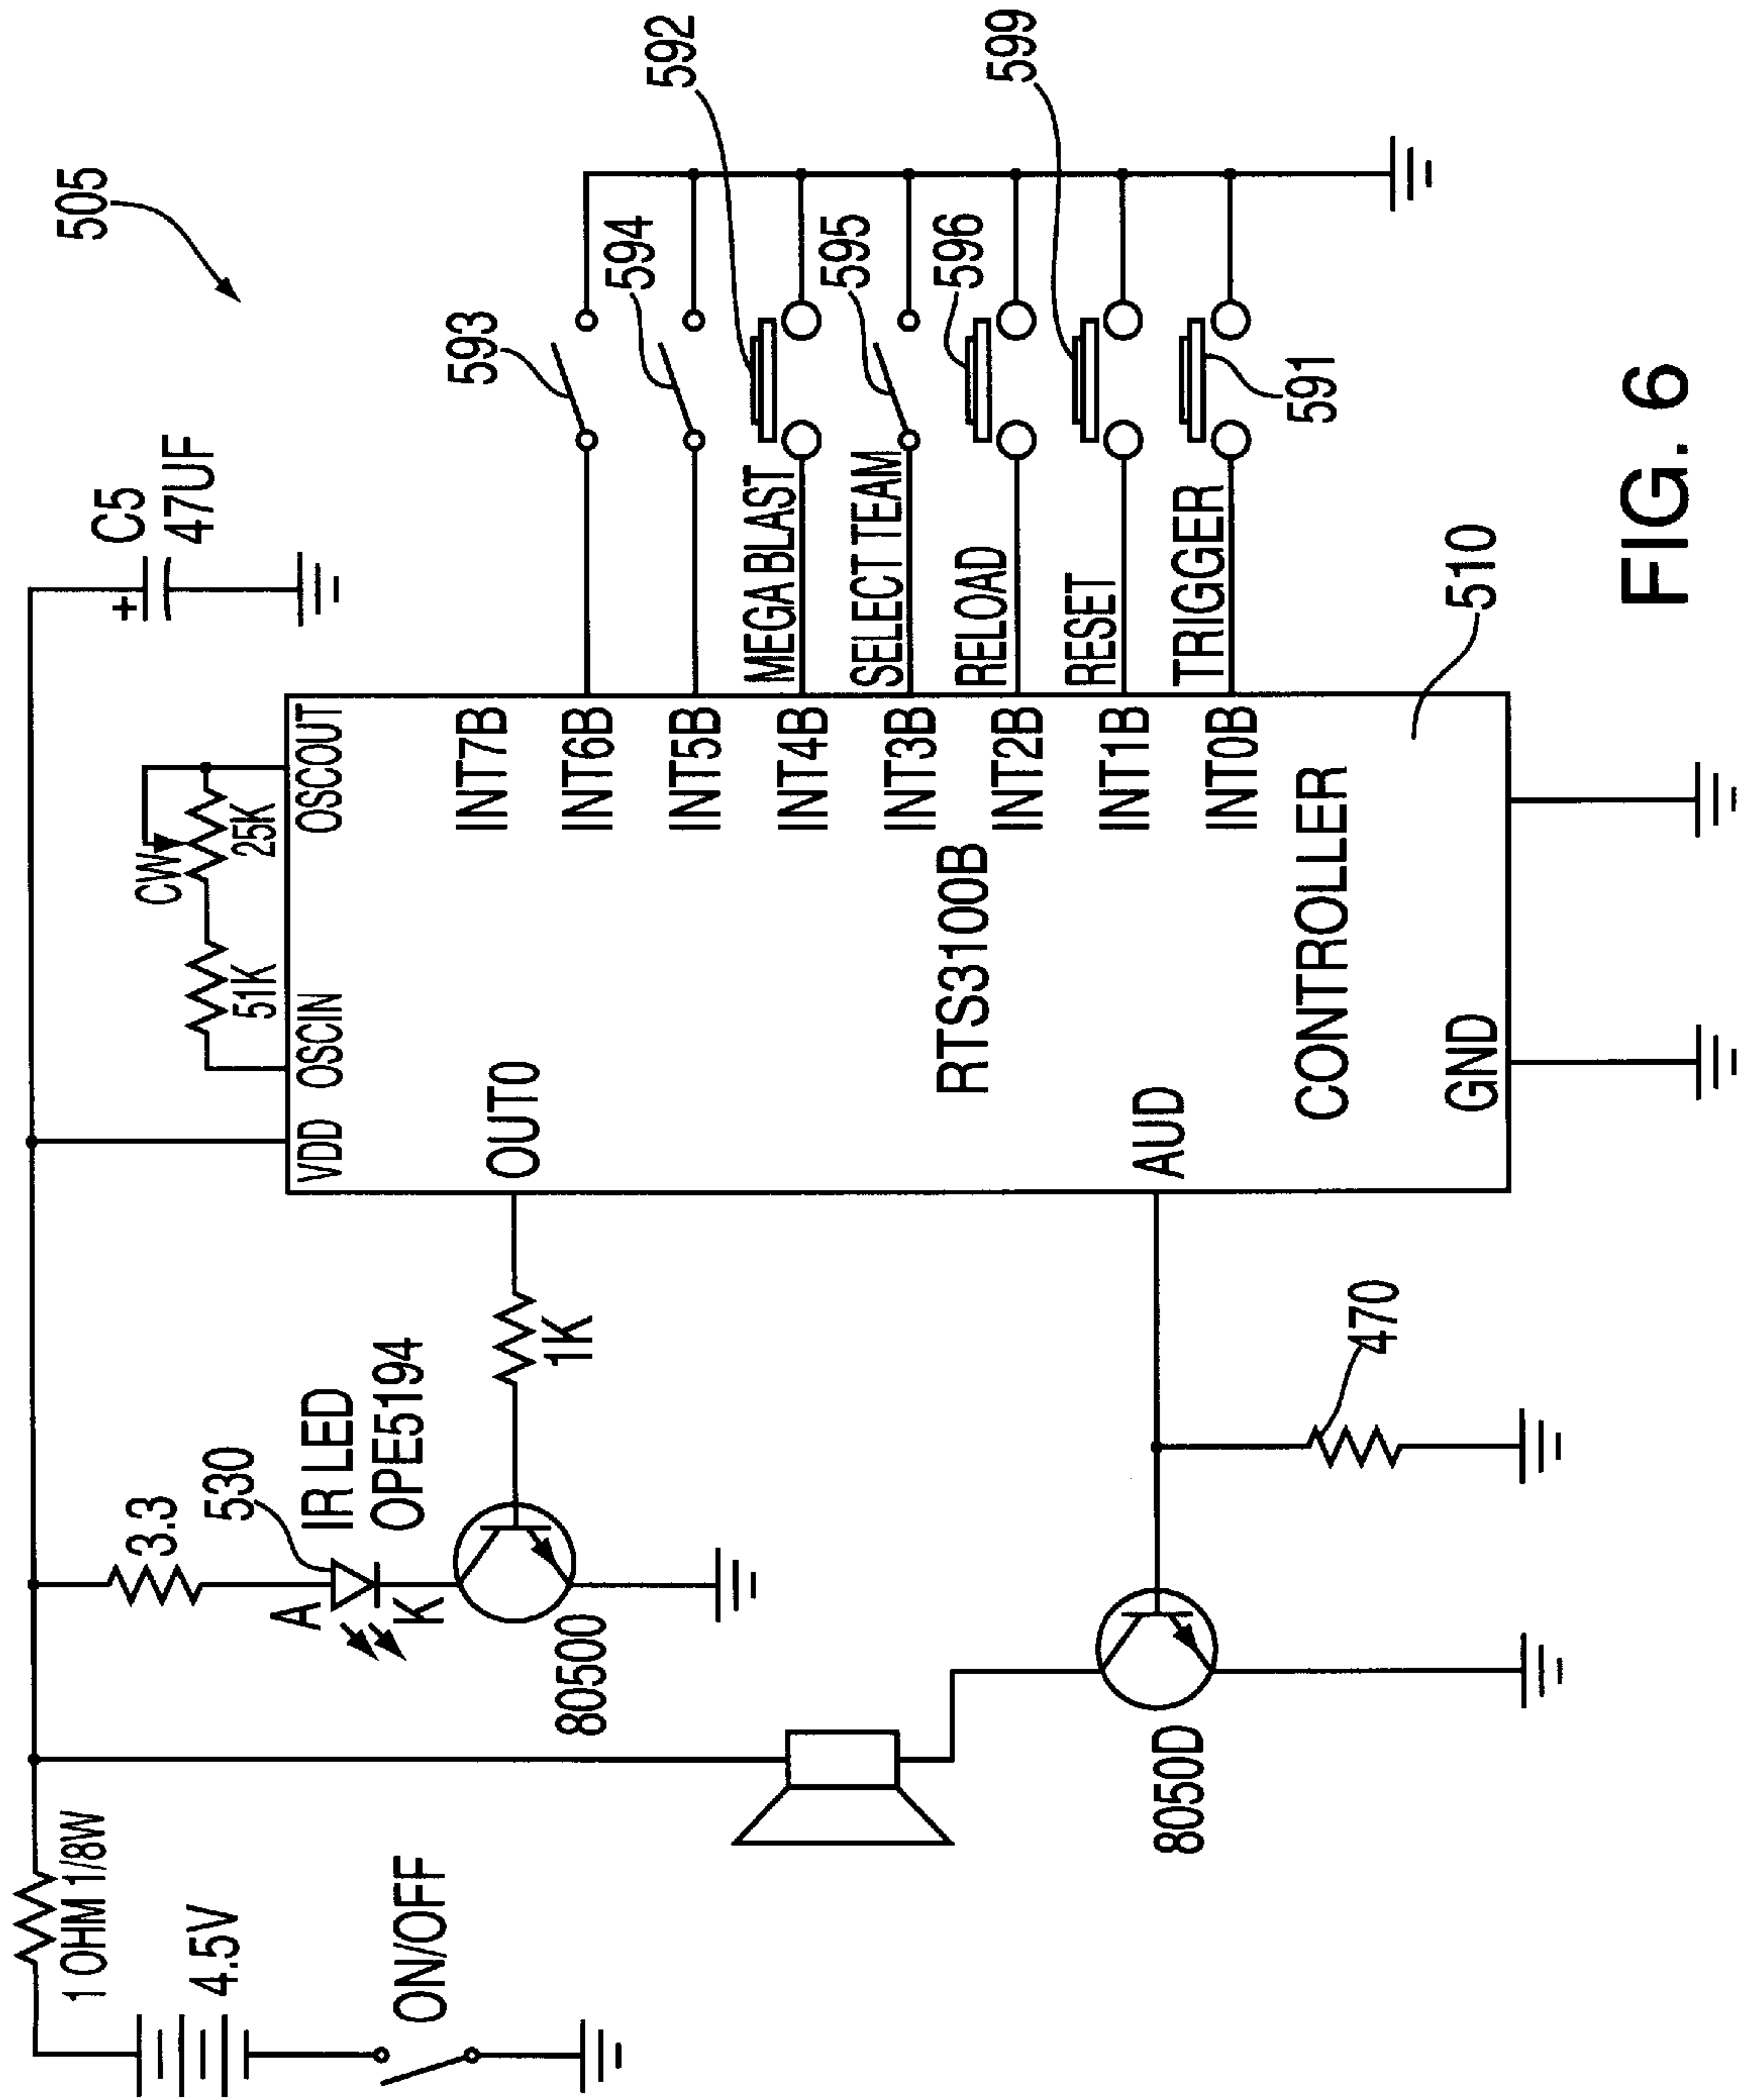 505
1 OHM 1/8W
4.5V
ON/OFF
3.3
530
A
K
IR LED
OPE5194
80500
1K
8050D
470
CW
51K
25K
C5
47UF
+
VDD
OSCIN
OSCOUT
OUT0
AUD
RTS3100B
CONTROLLER
GND
INT7B
INT6B
INT5B
INT4B
INT3B
INT2B
INT1B
INT0B
MEGA BLAST
SELECT TEAM
RELOAD
RESET
TRIGGER
593
594
592
595
596
599
591
510
FIG. 6